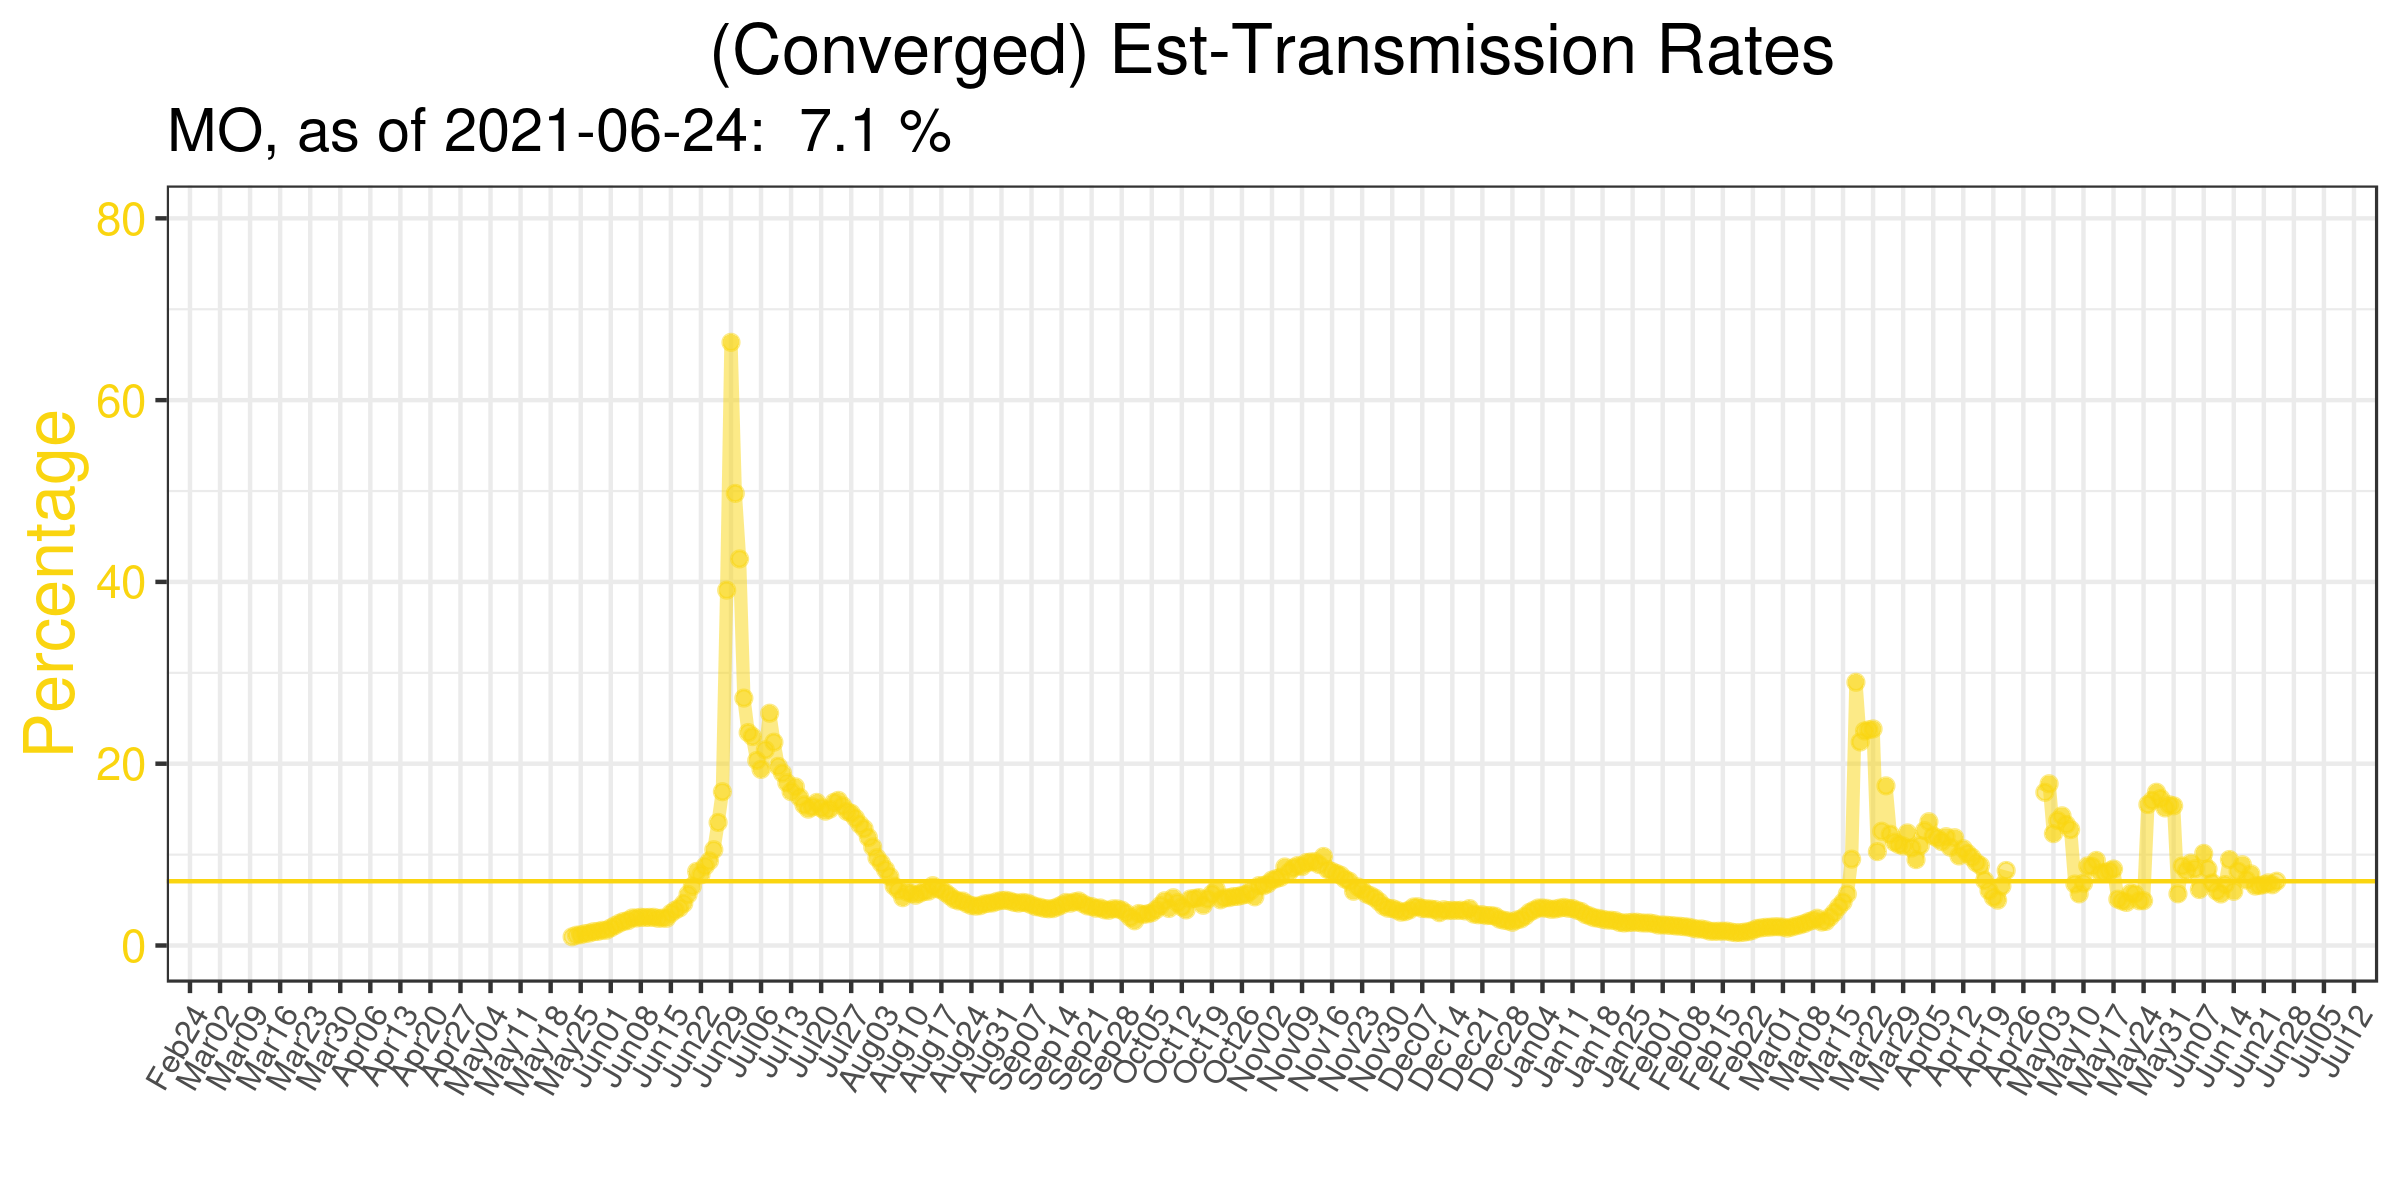 (Converged) Est-Transmission Rates
MO, as of 2021-06-24:  7.1 %
Percentage
80
60
40
20
0
Feb24
Mar02
Mar09
Mar16
Mar23
Mar30
Apr06
Apr13
Apr20
Apr27
May04
May11
May18
May25
Jun01
Jun08
Jun15
Jun22
Jun29
Jul06
Jul13
Jul20
Jul27
Aug03
Aug10
Aug17
Aug24
Aug31
Sep07
Sep14
Sep21
Sep28
Oct05
Oct12
Oct19
Oct26
Nov02
Nov09
Nov16
Nov23
Nov30
Dec07
Dec14
Dec21
Dec28
Jan04
Jan11
Jan18
Jan25
Feb01
Feb08
Feb15
Feb22
Mar01
Mar08
Mar15
Mar22
Mar29
Apr05
Apr12
Apr19
Apr26
May03
May10
May17
May24
May31
Jun07
Jun14
Jun21
Jun28
Jul05
Jul12